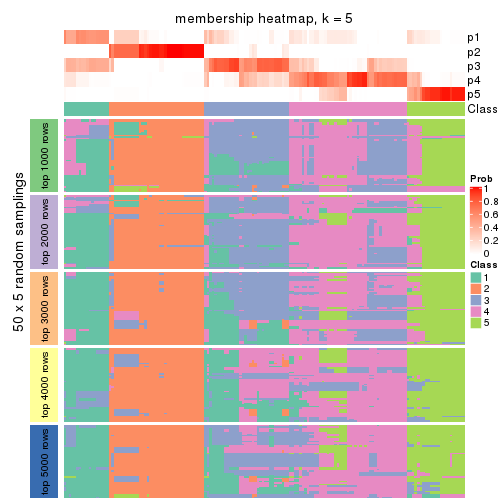 membership heatmap, k = 5
p1
p2
p3
p4
p5
Class
50 x 5 random samplings
top 1000 rows
top 2000 rows
top 3000 rows
top 4000 rows
top 5000 rows
Prob
1
0.8
0.6
0.4
0.2
0
Class
1
2
3
4
5